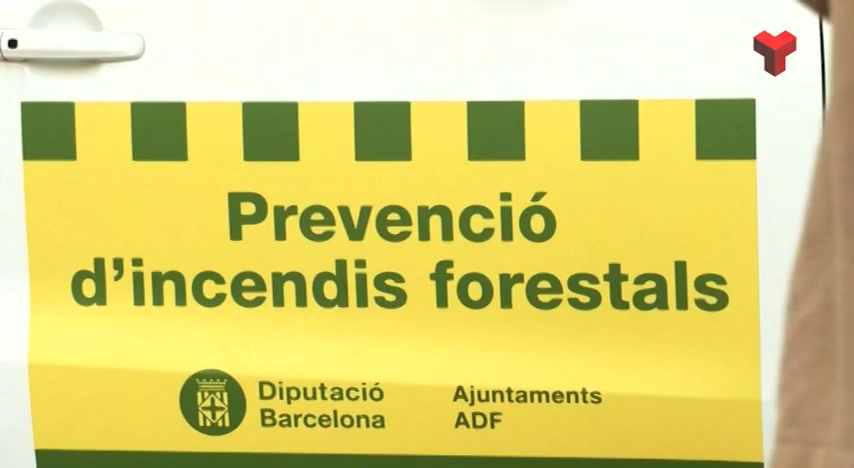 Prevenció
d'incendis forestals
Diputació
Barcelona
Ajuntaments
ADF